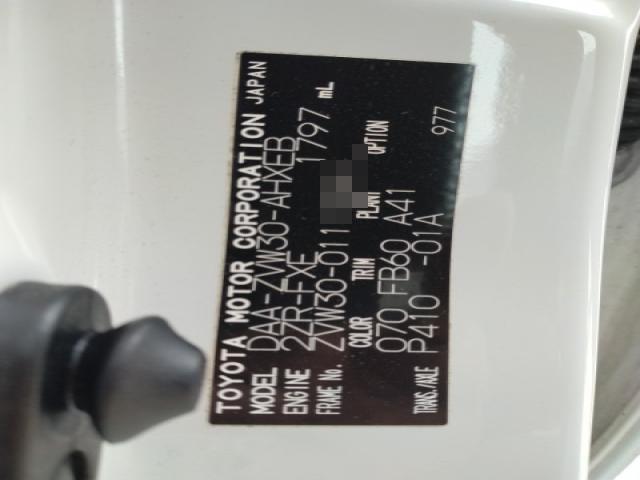 TOYOTA MOTOR CORPORATION JAPAN
MODEL DAA-ZVW30-AHXEB
ENGINE 2ZR-FXE 1797 mL
FRAME No. ZVW30-011
COLOR TRIM PLANT OPTION
070 FB60 A41
TRANS./AXLE P410 -01A 977